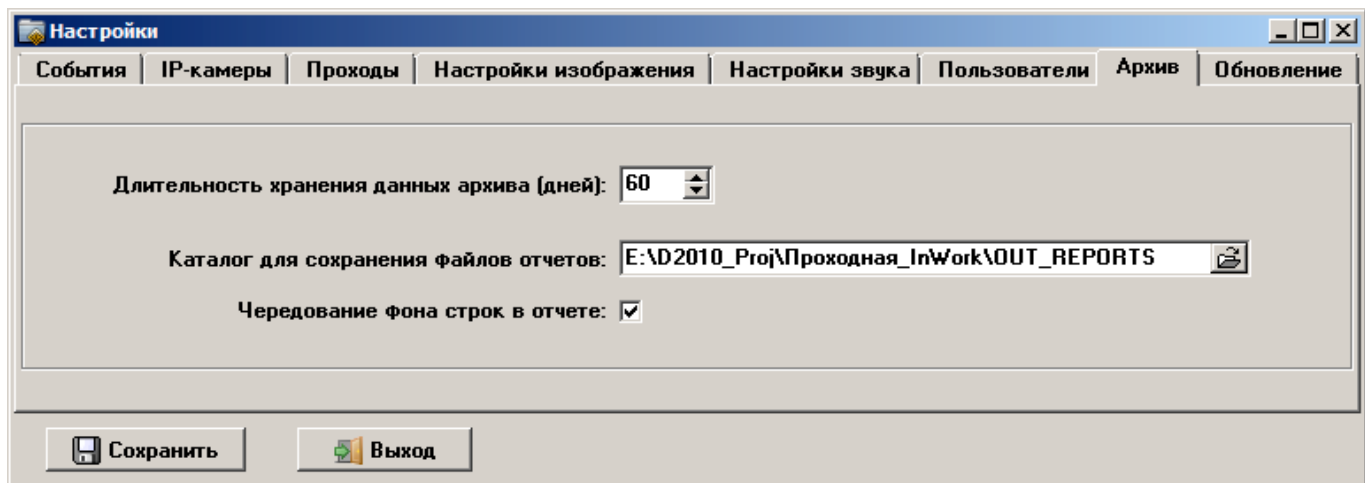 Настройки
События IP-камеры Проходы Настройки изображения Настройки звука Пользователи Архив Обновление
Длительность хранения данных архива (дней): 60
Каталог для сохранения файлов отчетов: E:\D2010_Proj\Проходная_InWork\OUT_REPORTS
Чередование фона строк в отчете:
Сохранить Выход